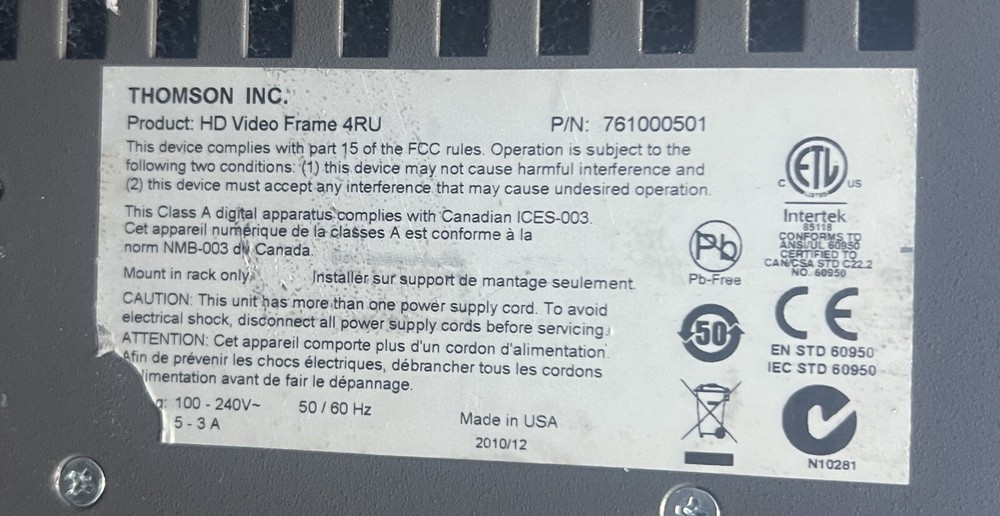 THOMSON INC.
Product: HD Video Frame 4RU
P/N: 761000501
This device complies with part 15 of the FCC rules. Operation is subject to the
following two conditions: (1) this device may not cause harmful interference and
(2) this device must accept any interference that may cause undesired operation.
This Class A digital apparatus complies with Canadian ICES-003.
Cet appareil numérique de la classes A est conforme à la
norm NMB-003 du Canada.
Mount in rack only.
Installer sur support de mantage seulement.
CAUTION: This unit has more than one power supply cord. To avoid
electrical shock, disconnect all power supply cords before servicing.
ATTENTION: Cet appareil comporte plus d'un cordon d'alimentation.
Afin de prévenir les chocs électriques, débrancher tous les cordons
limentation avant de fair le dépannage.
g: 100 - 240V~
50 / 60 Hz
5 - 3 A
Made in USA
2010/12
ETL
C
US
Intertek
85118
CONFORMS TO
ANSI/UL 60950
CERTIFIED TO
CAN/CSA STD C22.2
NO. 60950
Pb
Pb-Free
50
CE
EN STD 60950
IEC STD 60950
N10281